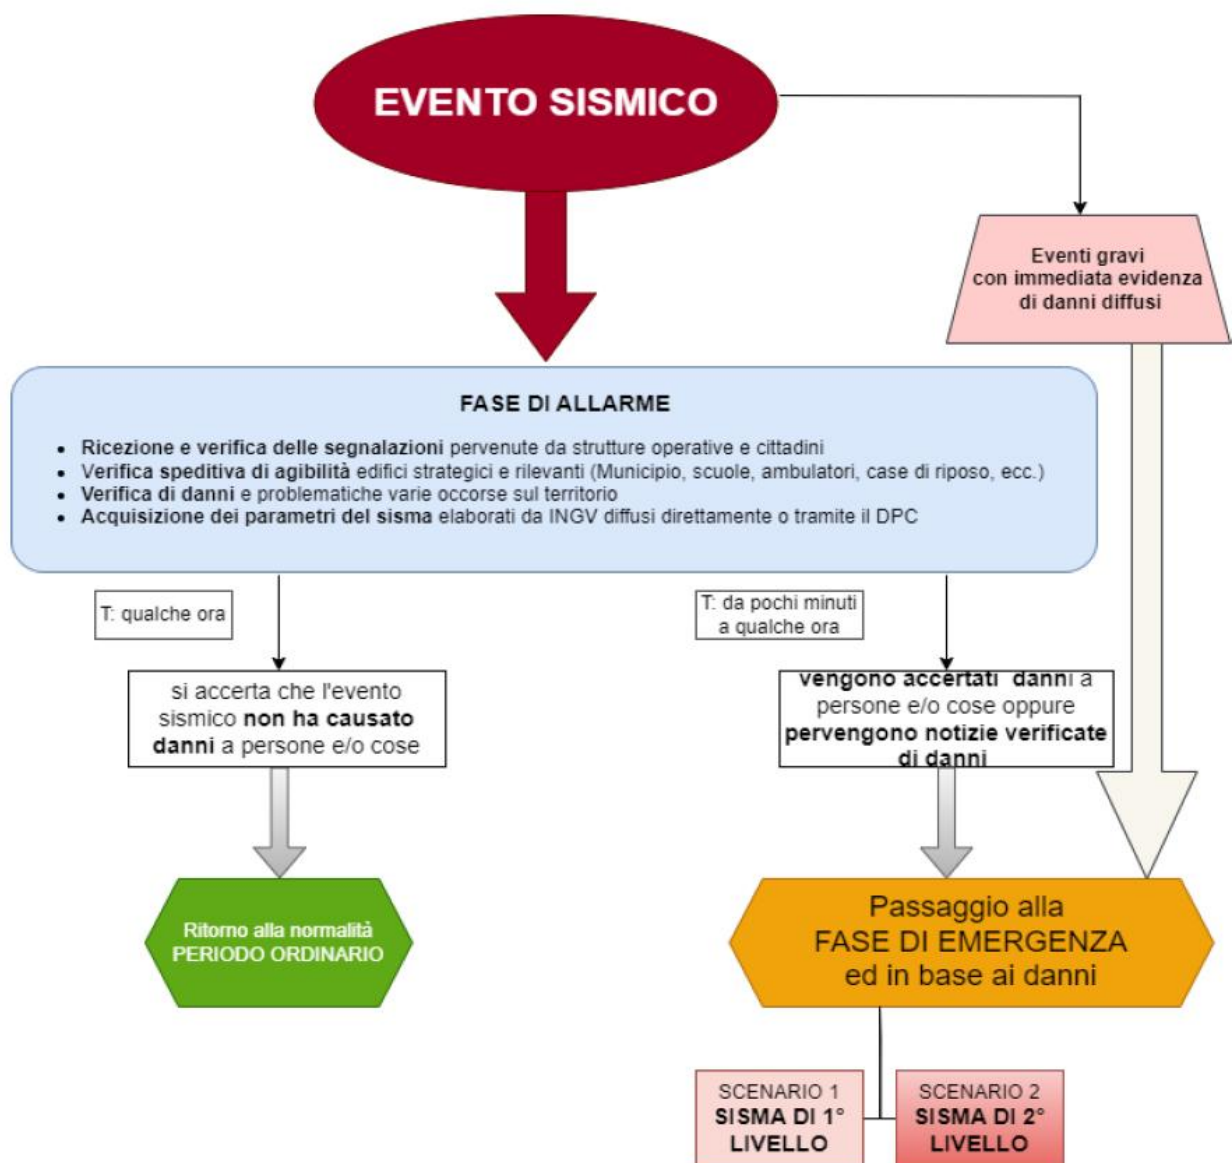 EVENTO SISMICO
Eventi gravi
con immediata evidenza
di danni diffusi
FASE DI ALLARME
• Ricezione e verifica delle segnalazioni pervenute da strutture operative e cittadini
• Verifica speditiva di agibilità edifici strategici e rilevanti (Municipio, scuole, ambulatori, case di riposo, ecc.)
• Verifica di danni e problematiche varie occorse sul territorio
• Acquisizione dei parametri del sisma elaborati da INGV diffusi direttamente o tramite il DPC
T: qualche ora
T: da pochi minuti
a qualche ora
si accerta che l'evento
sismico non ha causato
danni a persone e/o cose
vengono accertati danni a
persone e/o cose oppure
pervengono notizie verificate
di danni
Ritorno alla normalità
PERIODO ORDINARIO
Passaggio alla
FASE DI EMERGENZA
ed in base ai danni
SCENARIO 1
SISMA DI 1°
LIVELLO
SCENARIO 2
SISMA DI 2°
LIVELLO